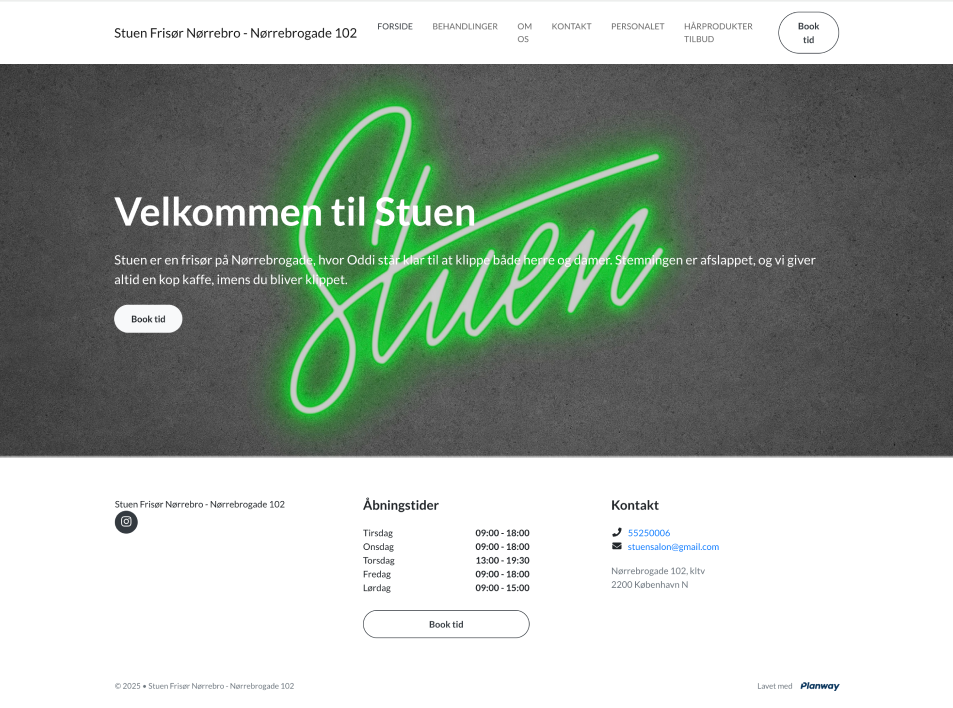 Stuen Frisør Nørrebro - Nørrebrogade 102
FORSIDE
BEHANDLINGER
OM
OS
KONTAKT
PERSONALET
HÅRPRODUKTER
TILBUD
Book
tid
Stuen
Velkommen til Stuen
Stuen er en frisør på Nørrebrogade, hvor Oddi står klar til at klippe både herre og damer. Stemningen er afslappet, og vi giver
altid en kop kaffe, imens du bliver klippet.
Book tid
Stuen Frisør Nørrebro - Nørrebrogade 102
Åbningstider
Tirsdag 09:00 - 18:00
Onsdag 09:00 - 18:00
Torsdag 13:00 - 19:30
Fredag 09:00 - 18:00
Lørdag 09:00 - 15:00
Book tid
Kontakt
55250006
stuensalon@gmail.com
Nørrebrogade 102, kltv
2200 København N
© 2025 • Stuen Frisør Nørrebro - Nørrebrogade 102
Lavet med Planway